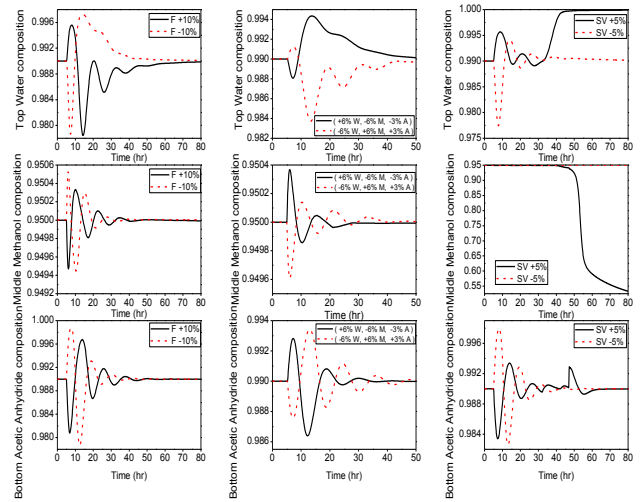 Top Water composition
0.996
0.992
0.988
0.984
0.980
F +10%
F -10%
0 10 20 30 40 50 60 70 80
Time (hr)
Top Water composition
0.996
0.994
0.992
0.990
0.988
0.986
0.984
0.982
( +6% W, -6% M, -3% A )
( -6% W, +6% M, +3% A )
0 10 20 30 40 50 60 70 80
Time (hr)
Top Water composition
1.000
0.995
0.990
0.985
0.980
0.975
SV +5%
SV -5%
0 10 20 30 40 50 60 70 80
Time (hr)
Middle Methanol composition
0.9506
0.9504
0.9502
0.9500
0.9498
0.9496
0.9494
0.9492
F +10%
F -10%
0 10 20 30 40 50 60 70 80
Time (hr)
Middle Methanol composition
0.9504
0.9502
0.9500
0.9498
0.9496
( +6% W, -6% M, -3% A )
( -6% W, +6% M, +3% A )
0 10 20 30 40 50
Time (hr)
Middle Methanol composition
0.95
0.90
0.85
0.80
0.75
0.70
0.65
0.60
0.55
SV +5%
SV -5%
0 10 20 30 40 50 60 70 80
Time (hr)
Bottom Acetic Anhydride composition
1.000
0.996
0.992
0.988
0.984
0.980
F +10%
F -10%
0 10 20 30 40 50 60 70 80
Time (hr)
Bottom Acetic Anhydride composition
0.994
0.992
0.990
0.988
0.986
( +6% W, -6% M, -3% A )
( -6% W, +6% M, +3% A )
0 10 20 30 40 50
Time (hr)
Bottom Acetic Anhydride composition
0.996
0.992
0.988
0.984
SV +5%
SV -5%
0 10 20 30 40 50 60 70 80
Time (hr)